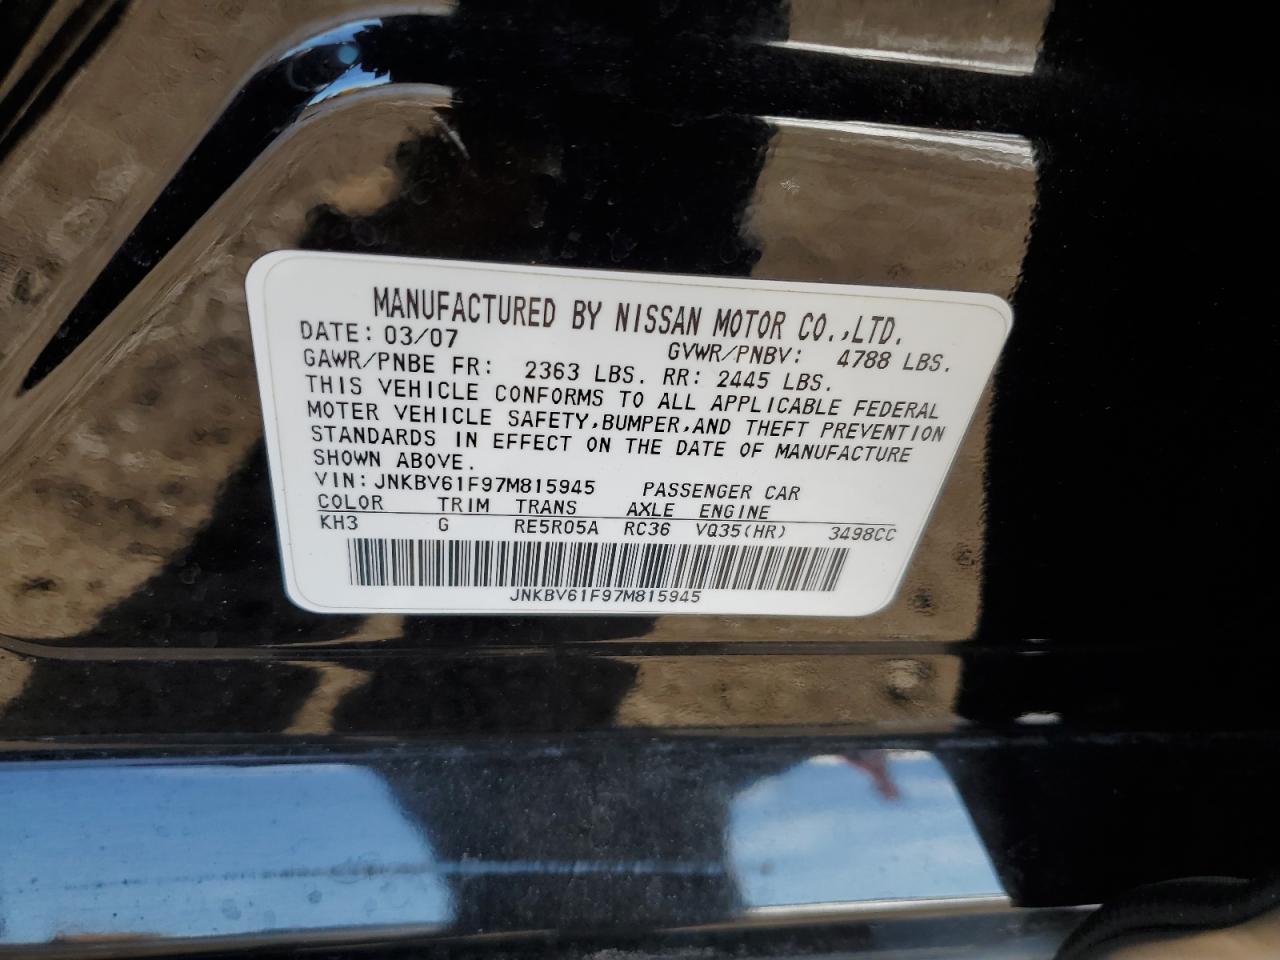 MANUFACTURED BY NISSAN MOTOR CO.,LTD.
DATE: 03/07 GVWR/PNBV: 4788 LBS.
GAWR/PNBE FR: 2363 LBS. RR: 2445 LBS.
THIS VEHICLE CONFORMS TO ALL APPLICABLE FEDERAL
MOTER VEHICLE SAFETY,BUMPER,AND THEFT PREVENTION
STANDARDS IN EFFECT ON THE DATE OF MANUFACTURE
SHOWN ABOVE.
VIN: JNKBV61F97M815945 PASSENGER CAR
COLOR TRIM TRANS AXLE ENGINE
KH3 G RE5R05A RC36 VQ35(HR) 3498CC
JNKBV61F97M815945